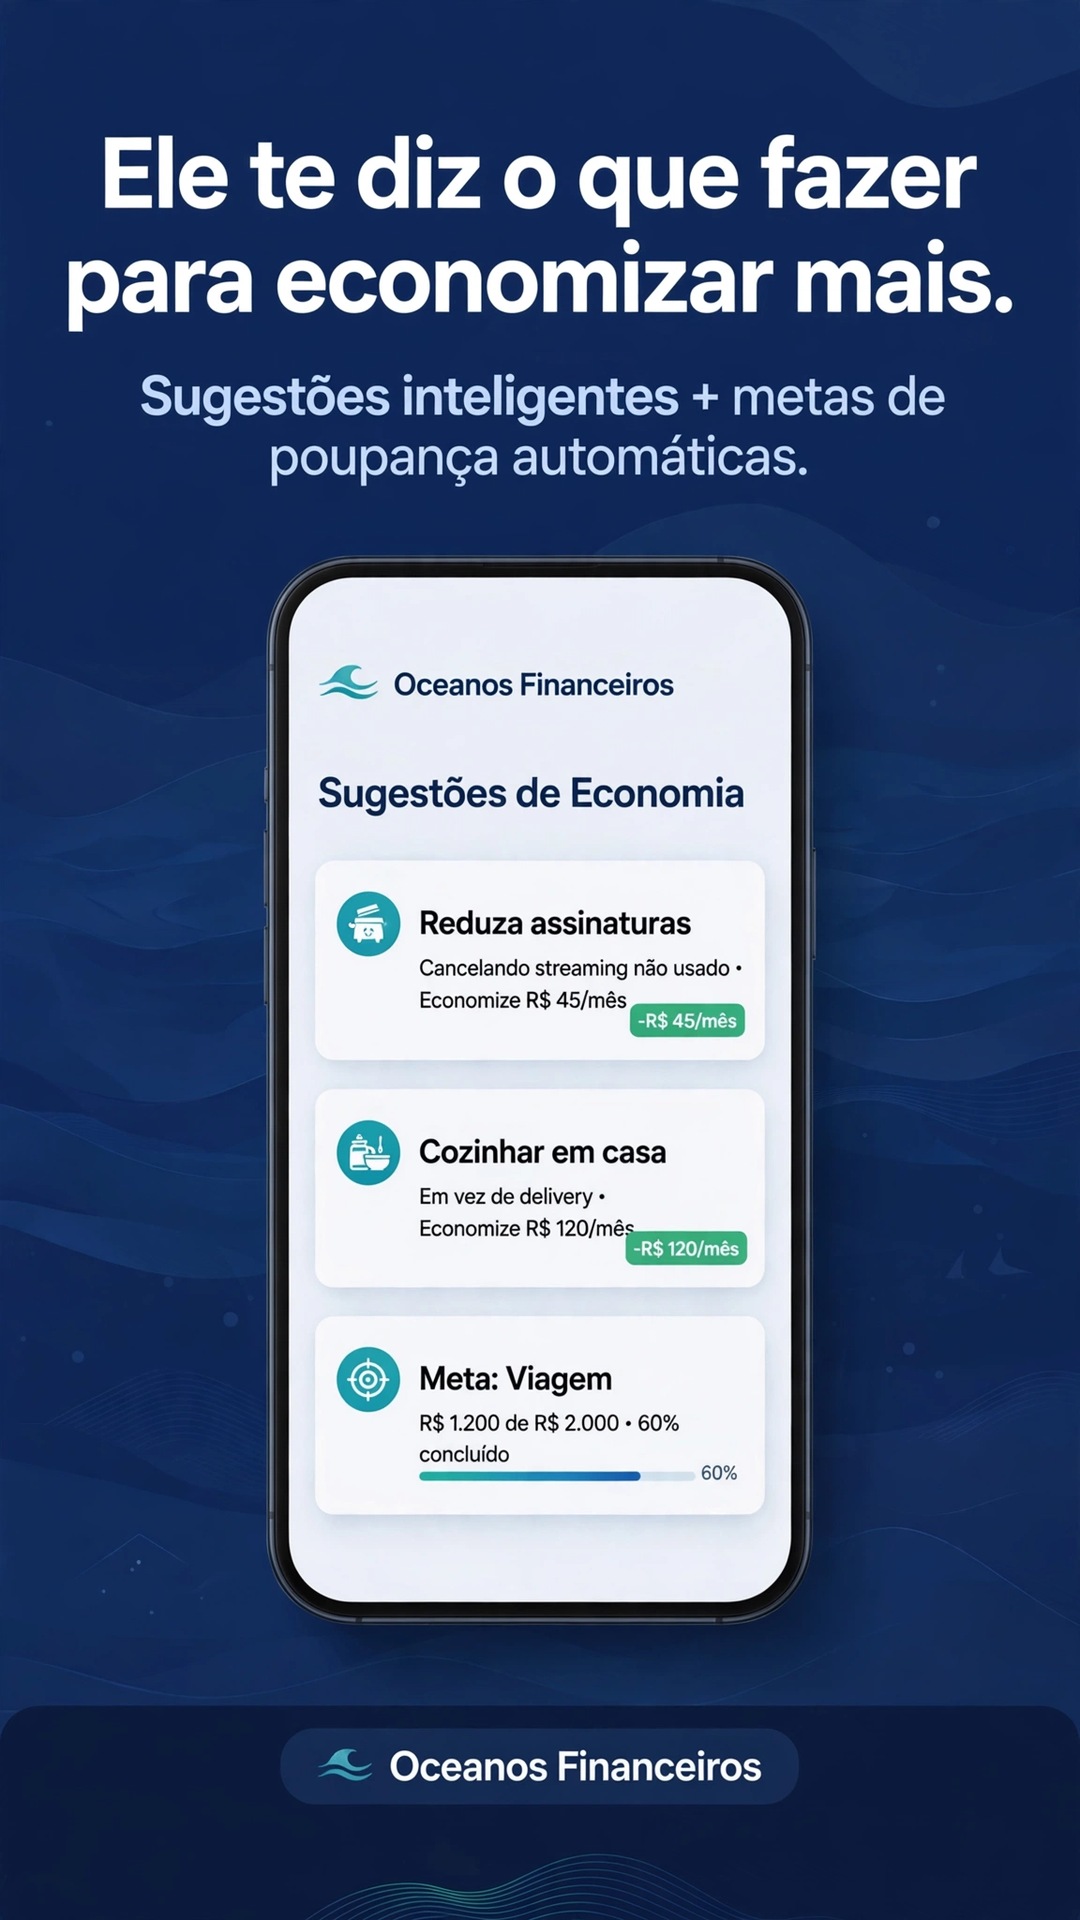 Ele te diz o que fazer
para economizar mais.
Sugestões inteligentes + metas de
poupança automáticas.
Oceanos Financeiros
Sugestões de Economia
Reduza assinaturas
Cancelando streaming não usado •
Economize R$ 45/mês
-R$ 45/mês
Cozinhar em casa
Em vez de delivery •
Economize R$ 120/mês
-R$ 120/mês
Meta: Viagem
R$ 1.200 de R$ 2.000 • 60%
concluído
60%
Oceanos Financeiros